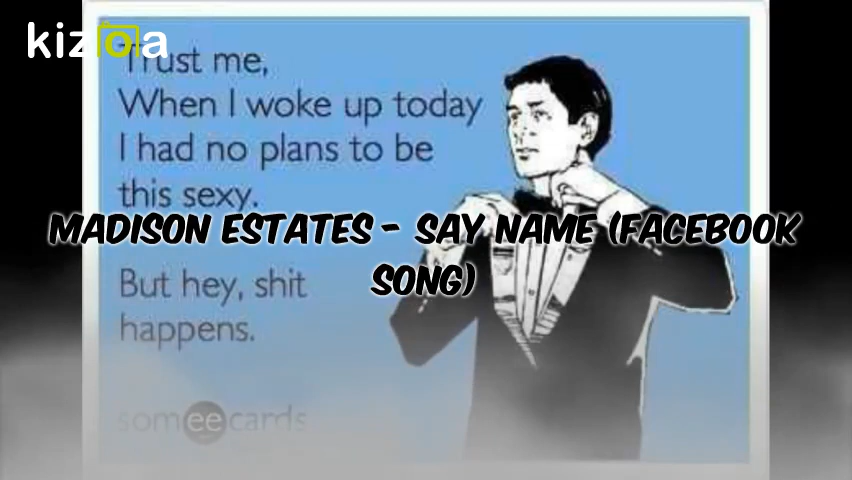 kizoa
Trust me,
When I woke up today
I had no plans to be
this sexy.
MADISON ESTATES - SAY NAME (FACEBOOK
SONG)
But hey, shit
happens.
someecards